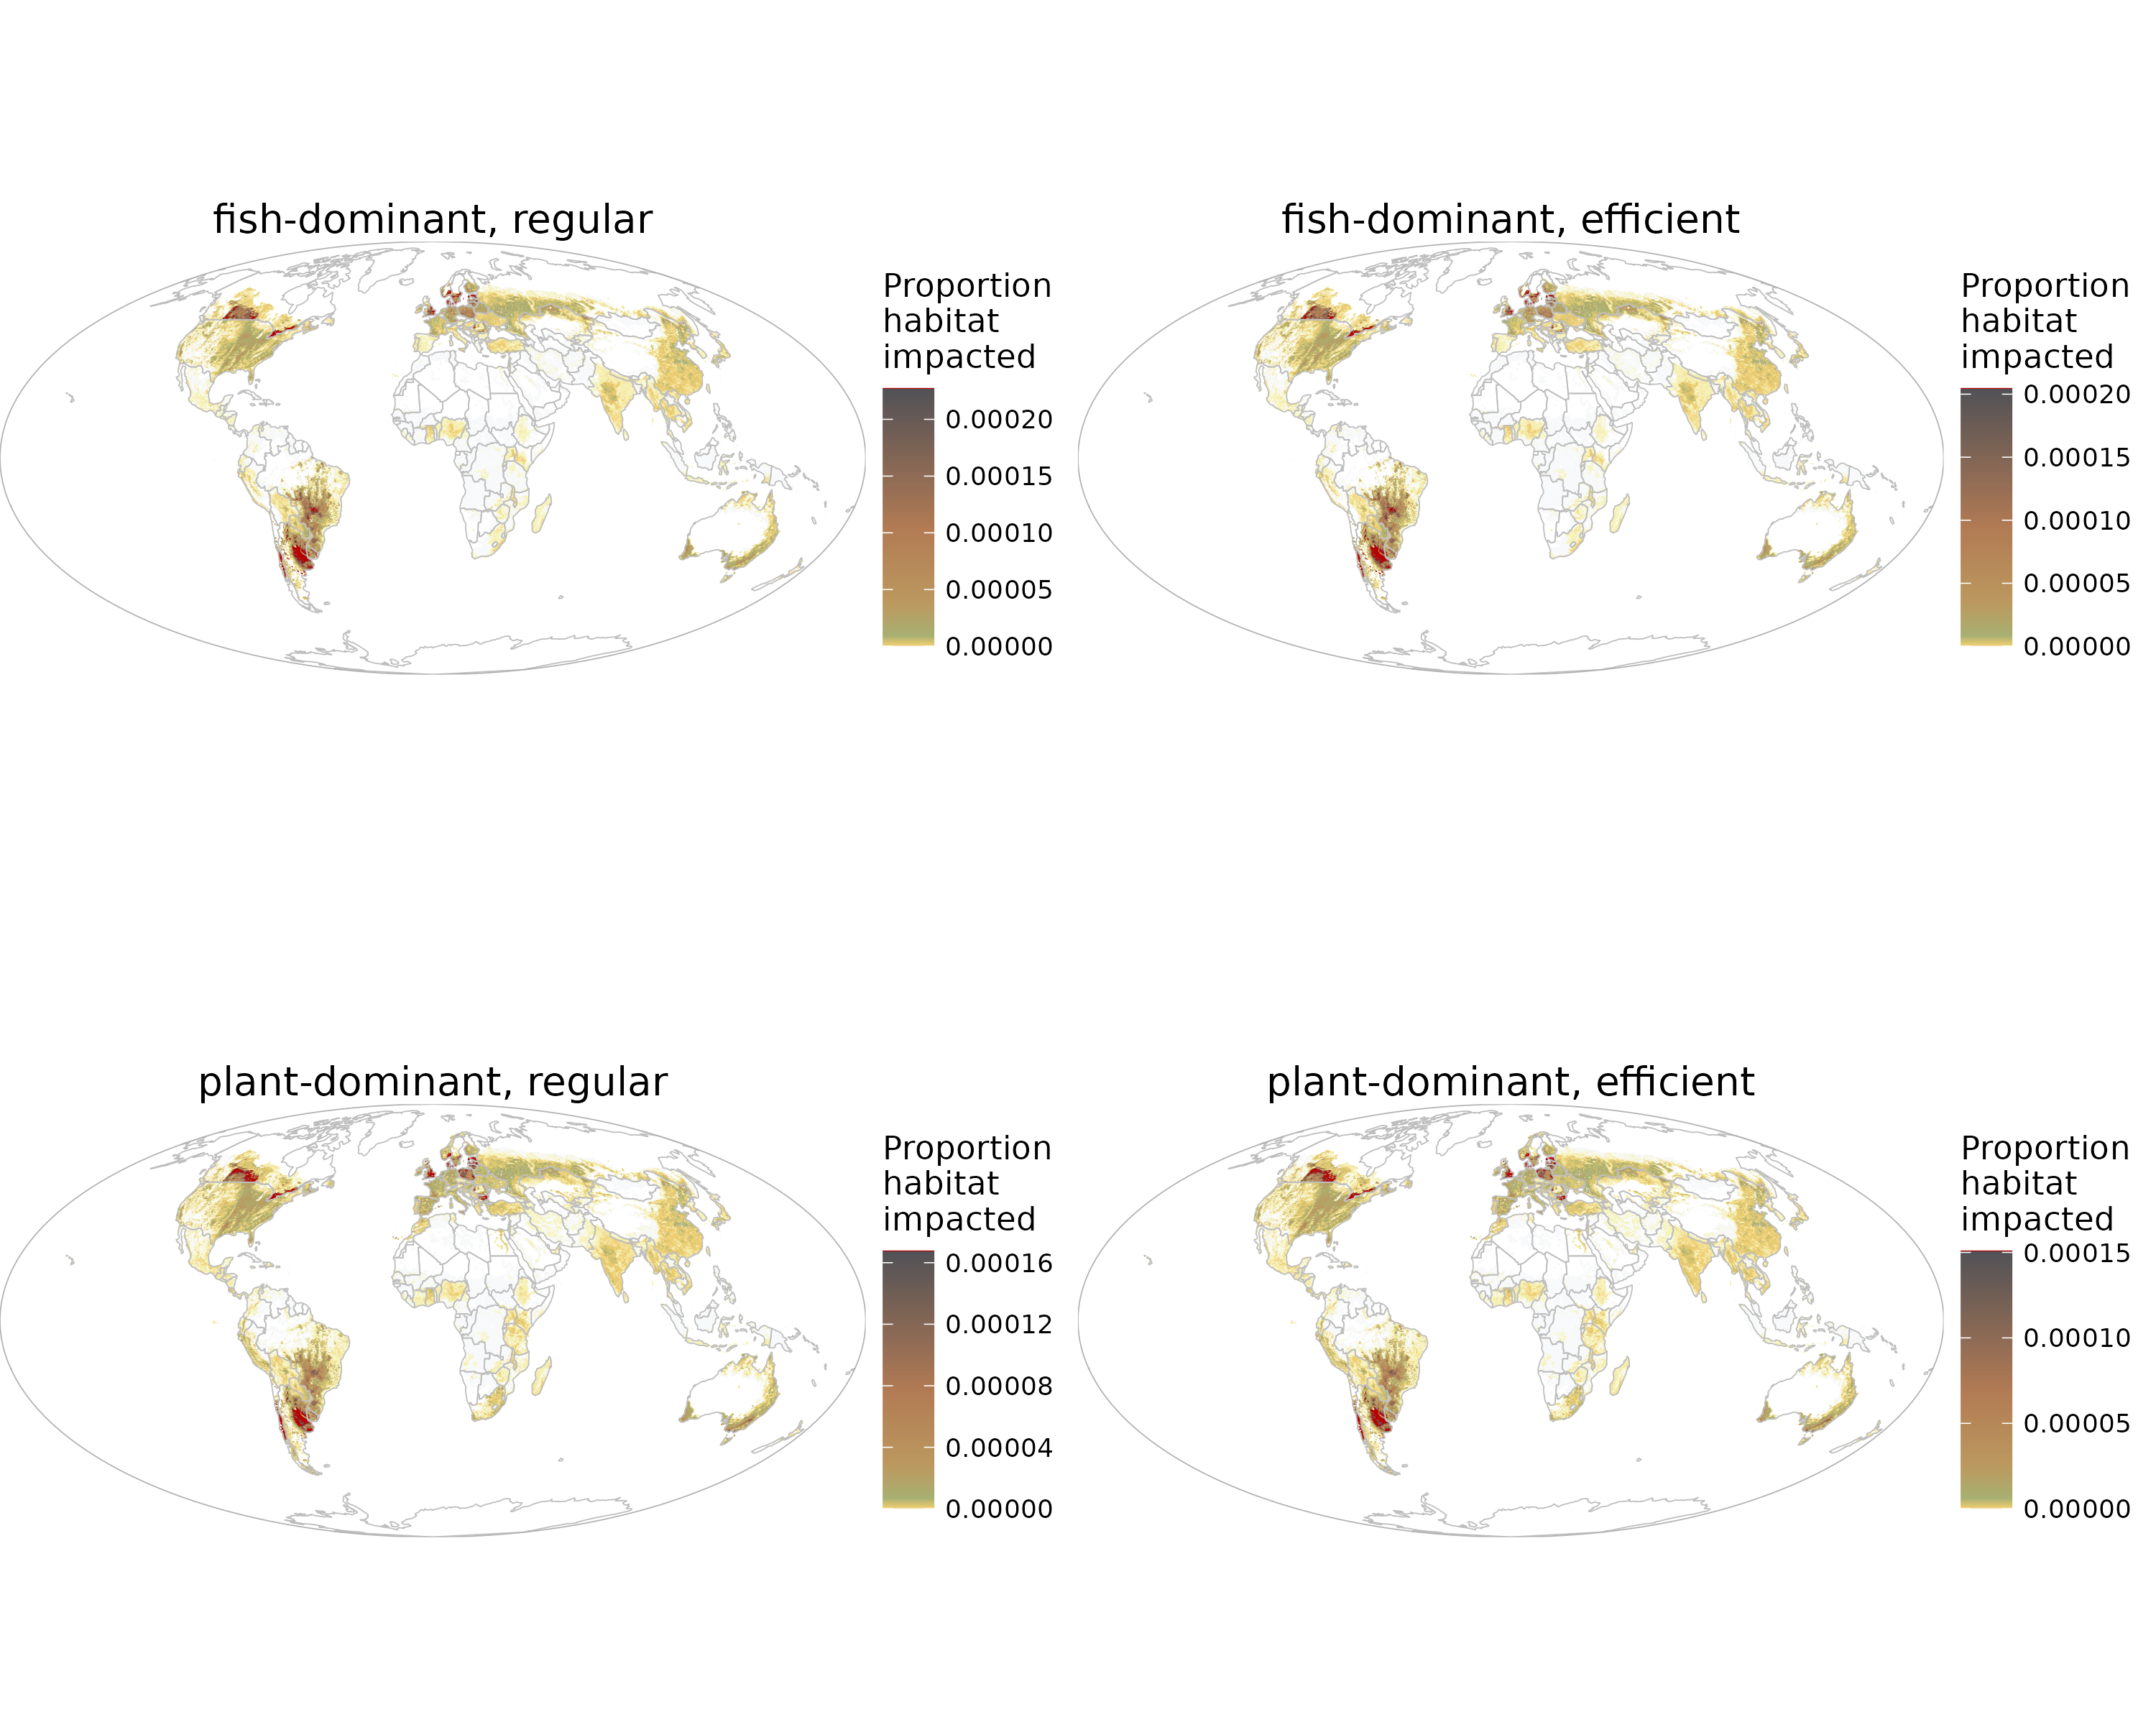 fish-dominant, regular
Proportion
habitat
impacted
0.00020
0.00015
0.00010
0.00005
0.00000
fish-dominant, efficient
Proportion
habitat
impacted
0.00020
0.00015
0.00010
0.00005
0.00000
plant-dominant, regular
Proportion
habitat
impacted
0.00016
0.00012
0.00008
0.00004
0.00000
plant-dominant, efficient
Proportion
habitat
impacted
0.00015
0.00010
0.00005
0.00000